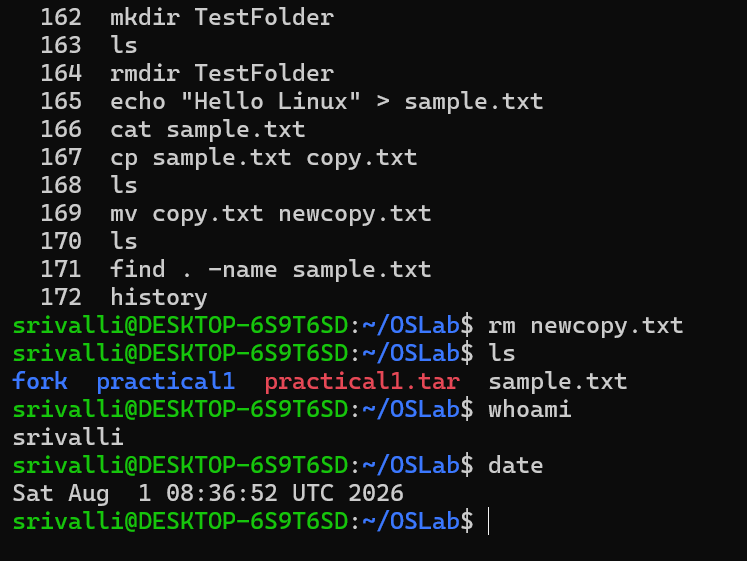 162  mkdir TestFolder
163  ls
164  rmdir TestFolder
165  echo "Hello Linux" > sample.txt
166  cat sample.txt
167  cp sample.txt copy.txt
168  ls
169  mv copy.txt newcopy.txt
170  ls
171  find . -name sample.txt
172  history
srivalli@DESKTOP-6S9T6SD:~/OSLab$ rm newcopy.txt
srivalli@DESKTOP-6S9T6SD:~/OSLab$ ls
fork  practical1  practical1.tar  sample.txt
srivalli@DESKTOP-6S9T6SD:~/OSLab$ whoami
srivalli
srivalli@DESKTOP-6S9T6SD:~/OSLab$ date
Sat Aug  1 08:36:52 UTC 2026
srivalli@DESKTOP-6S9T6SD:~/OSLab$